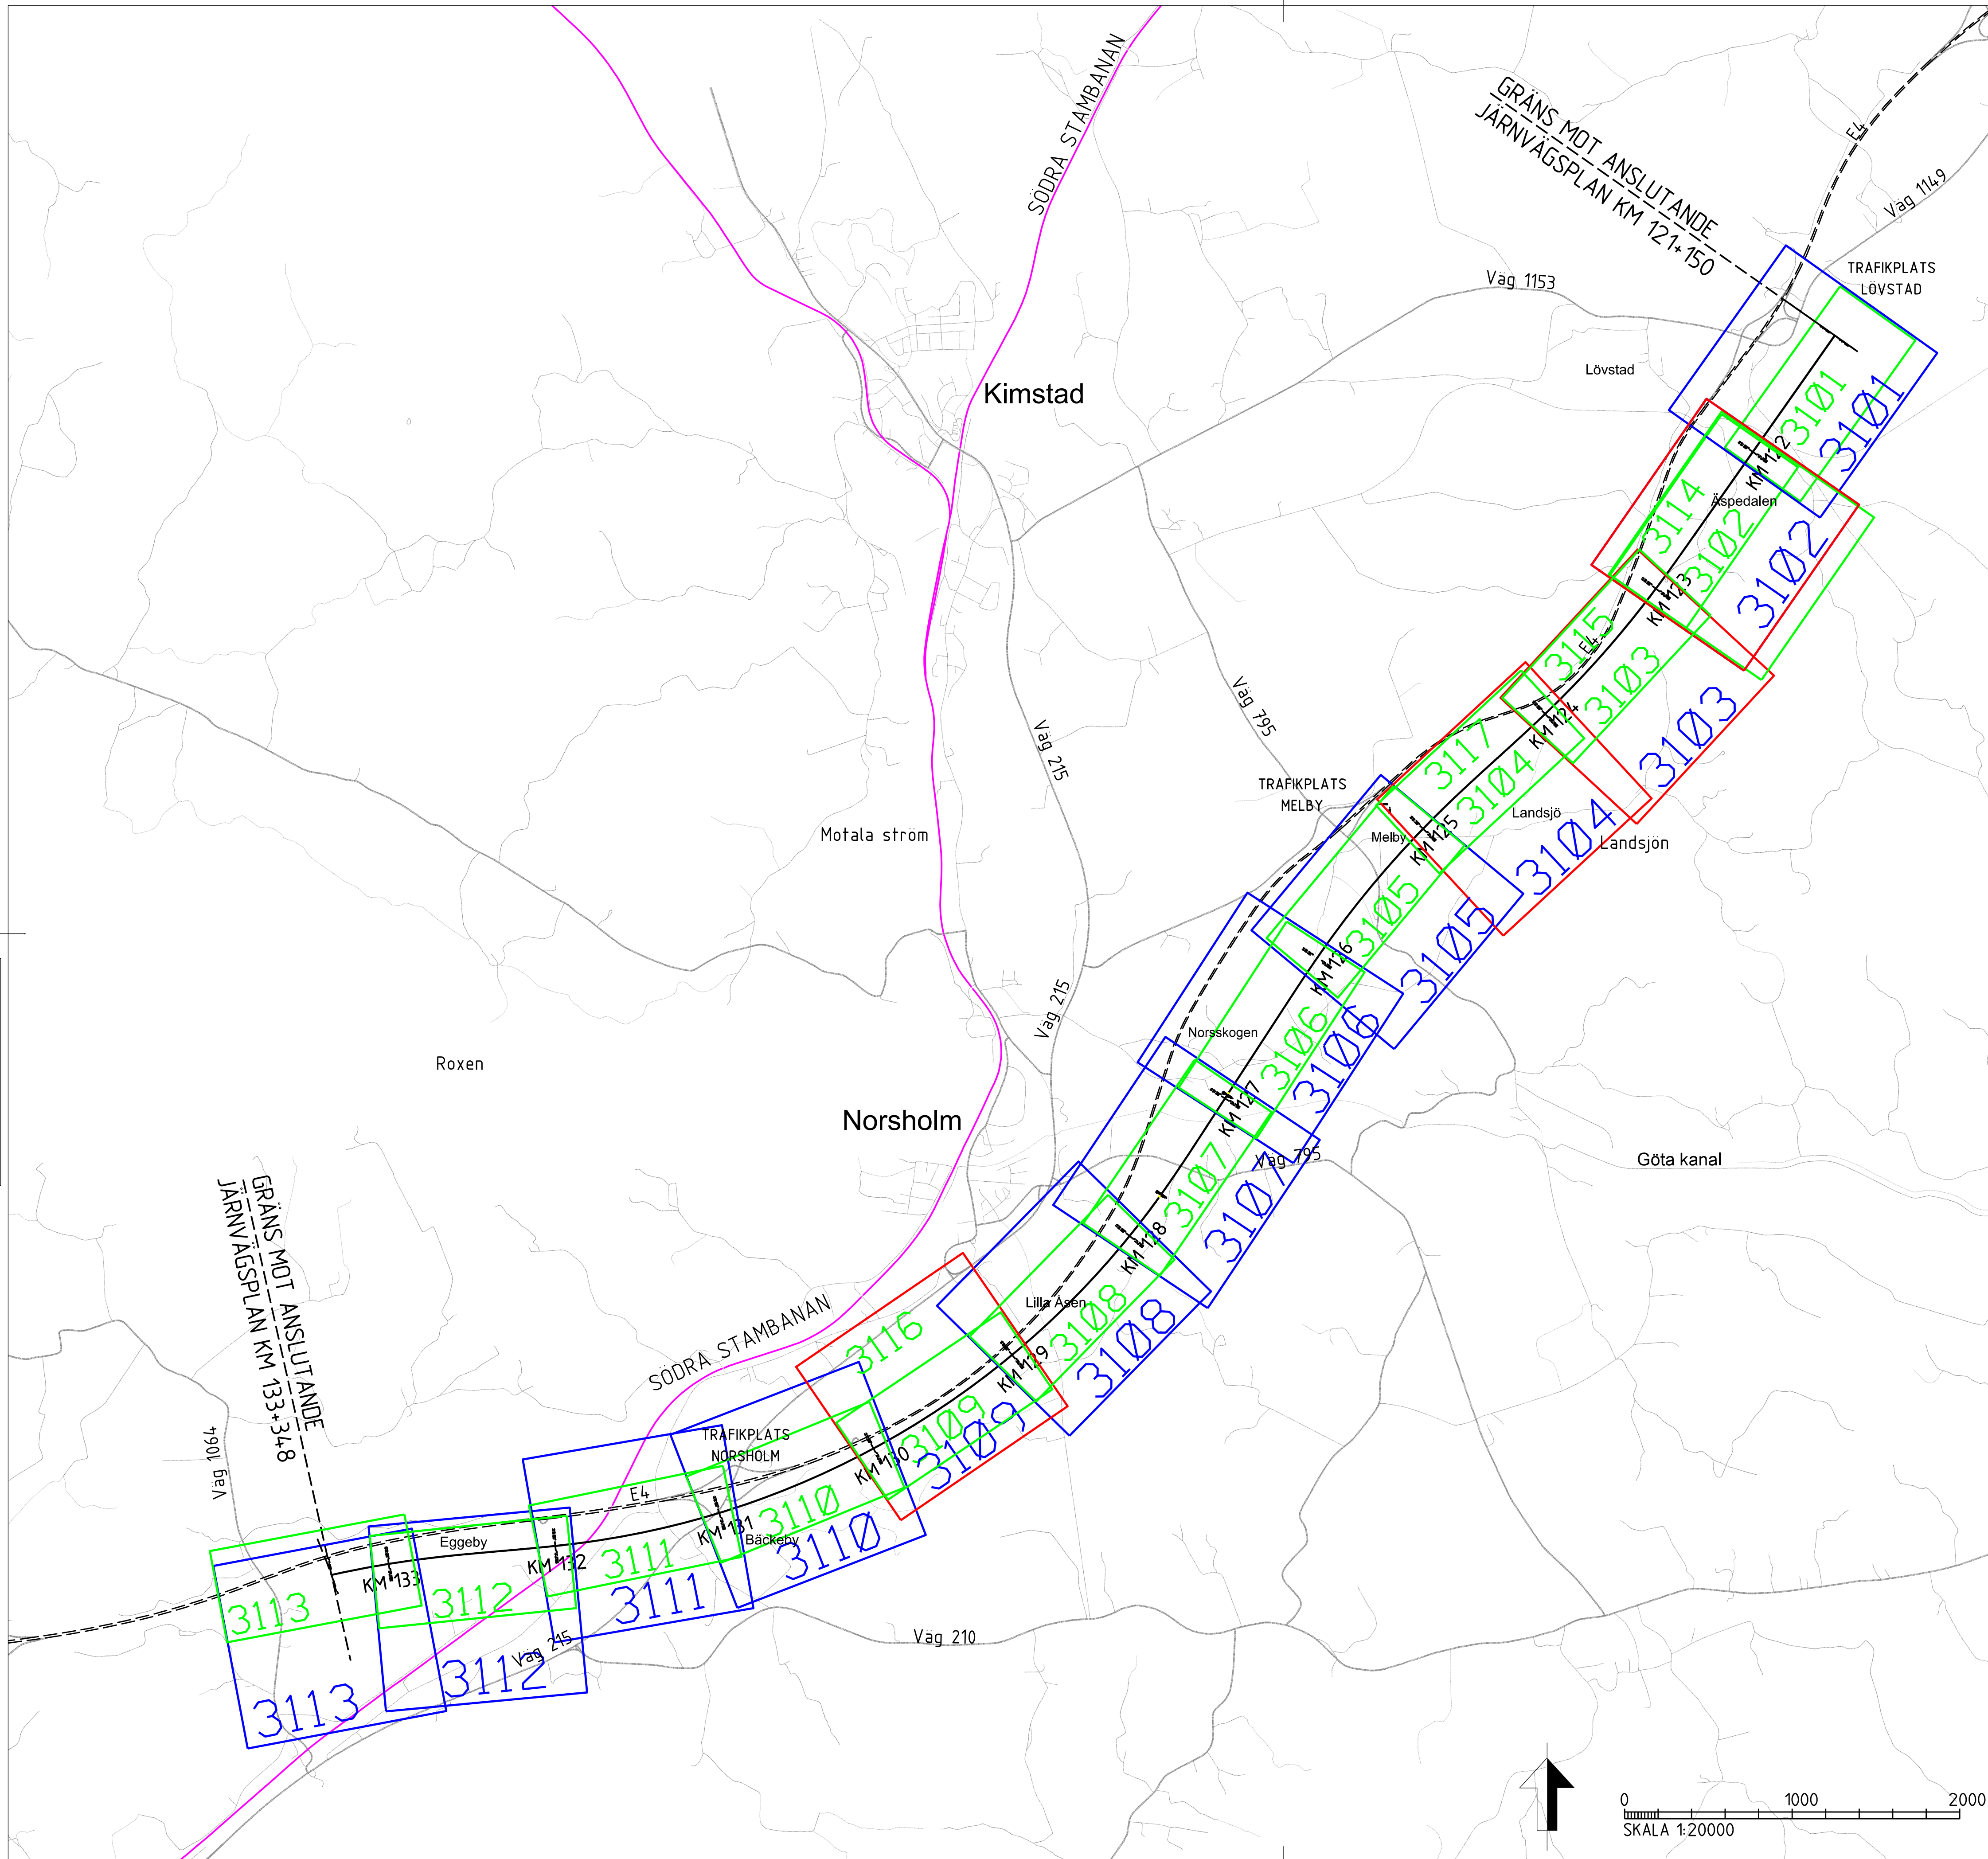 SÖDRA STAMBANAN
GRÄNS MOT ANSLUTANDE
JÄRNVÄGSPLAN KM 121+150
E4
Väg 1149
TRAFIKPLATS
LÖVSTAD
Väg 1153
Lövstad
Kimstad
3101
3101
KM 122
Äspedalen
3114
3102
3102
KM 123
3115
E4
3103
3103
KM 124
Väg 795
Väg 215
3117
3104
3104
TRAFIKPLATS
MELBY
Melby
KM 125
Landsjö
Landsjön
Motala ström
3105
3105
KM 126
Väg 215
Norsskogen
3106
3106
Roxen
KM 127
Norsholm
Väg 795
Göta kanal
3107
3107
KM 128
GRÄNS MOT ANSLUTANDE
JÄRNVÄGSPLAN KM 133+348
Lilla Åsen
3108
3108
SÖDRA STAMBANAN
3116
KM 129
3109
3109
Väg 1064
TRAFIKPLATS
NORSHOLM
KM 130
E4
3110
3110
KM 131
Bäckeby
Eggeby
KM 132
3111
3111
KM 133
3112
3112
3113
3113
Väg 215
Väg 210
0 1000 2000
SKALA 1:20000